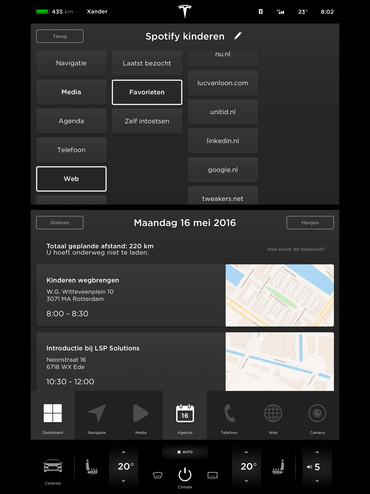 435 km
Xander
23°
8:02
Terug
Spotify kinderen
Navigatie
Media
Agenda
Telefoon
Web
Laatst bezocht
Favorieten
Zelf intoetsen
nu.nl
lucvanloon.com
unitid.nl
linkedin.nl
google.nl
tweakers.net
Gisteren
Maandag 16 mei 2016
Morgen
Totaal geplande afstand: 220 km
U hoeft onderweg niet te laden.
Hoe wordt dit berekend?
Kinderen wegbrengen
W.G. Witteveenplein 10
3071 MA Rotterdam
8:00 - 8:30
Introductie bij LSP Solutions
Neonstraat 16
6718 WX Ede
10:30 - 12:00
16
Dashboard
Navigatie
Media
Agenda
Telefoon
Web
Camera
AUTO
20°
20°
5
Controls
Climate